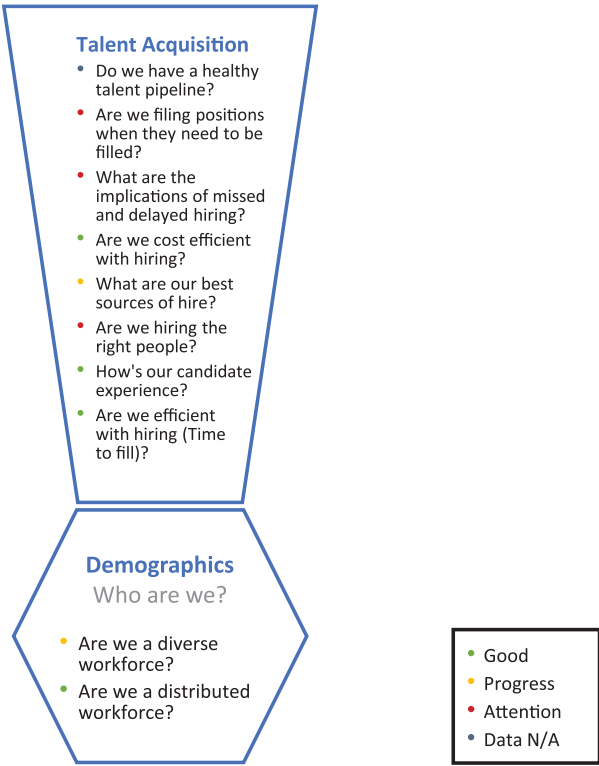 Talent Acquisition
• Do we have a healthy
talent pipeline?
• Are we filing positions
when they need to be
filled?
• What are the
implications of missed
and delayed hiring?
• Are we cost efficient
with hiring?
• What are our best
sources of hire?
• Are we hiring the
right people?
• How's our candidate
experience?
• Are we efficient
with hiring (Time
to fill)?
Demographics
Who are we?
• Are we a diverse
workforce?
• Are we a distributed
workforce?
• Good
• Progress
• Attention
• Data N/A